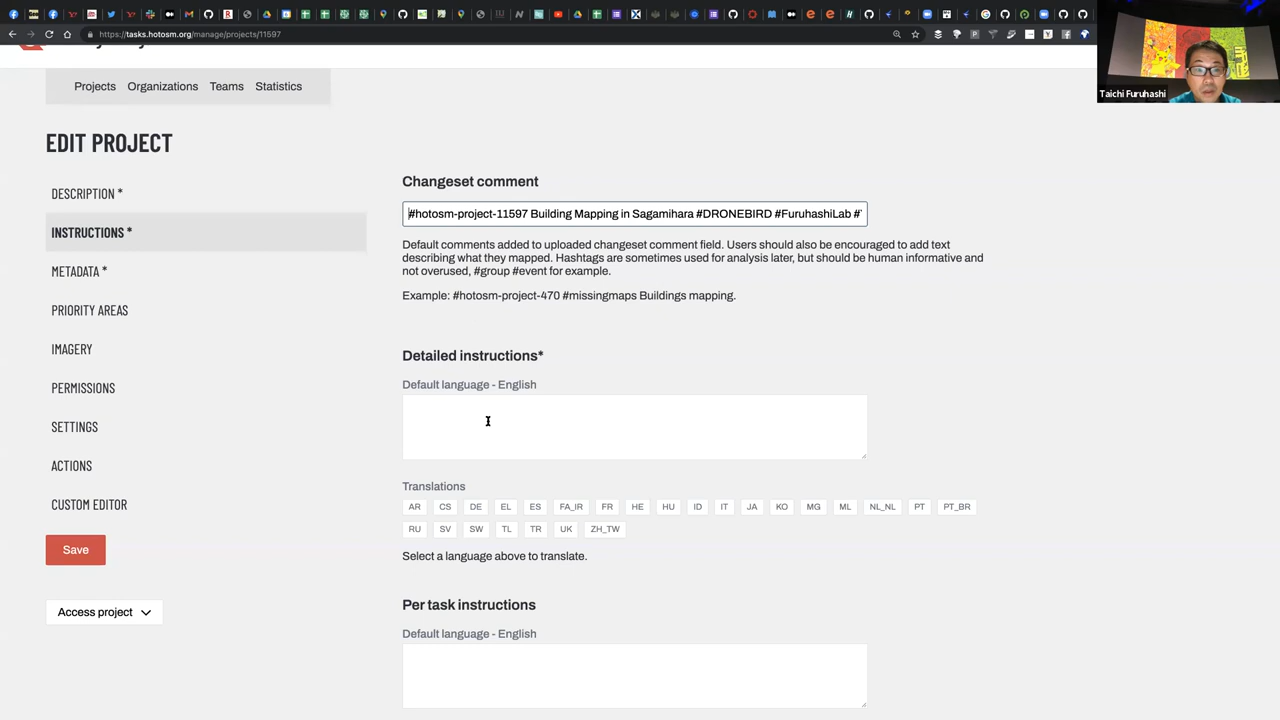 https://tasks.hotosm.org/manage/projects/11597
Taichi Furuhashi
Projects Organizations Teams Statistics
EDIT PROJECT
DESCRIPTION *
INSTRUCTIONS *
METADATA *
PRIORITY AREAS
IMAGERY
PERMISSIONS
SETTINGS
ACTIONS
CUSTOM EDITOR
Save
Access project
Changeset comment
#hotosm-project-11597 Building Mapping in Sagamihara #DRONEBIRD #FuruhashiLab
Default comments added to uploaded changeset comment field. Users should also be encouraged to add text
describing what they mapped. Hashtags are sometimes used for analysis later, but should be human informative and
not overused, #group #event for example.
Example: #hotosm-project-470 #missingmaps Buildings mapping.
Detailed instructions*
Default language - English
Translations
AR CS DE EL ES FA_IR FR HE HU ID IT JA KO MG ML NL_NL PT PT_BR
RU SV SW TL TR UK ZH_TW
Select a language above to translate.
Per task instructions
Default language - English